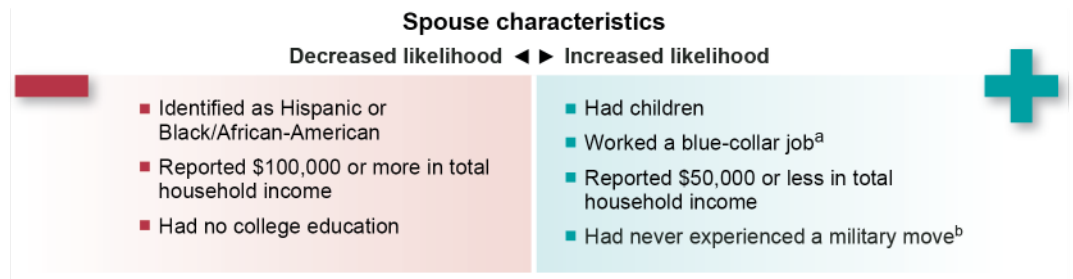 Spouse characteristics
Decreased likelihood ◄ ► Increased likelihood
■ Identified as Hispanic or
Black/African-American
■ Reported $100,000 or more in total
household income
■ Had no college education
■ Had children
■ Worked a blue-collar jobᵃ
■ Reported $50,000 or less in total
household income
■ Had never experienced a military moveᵇ